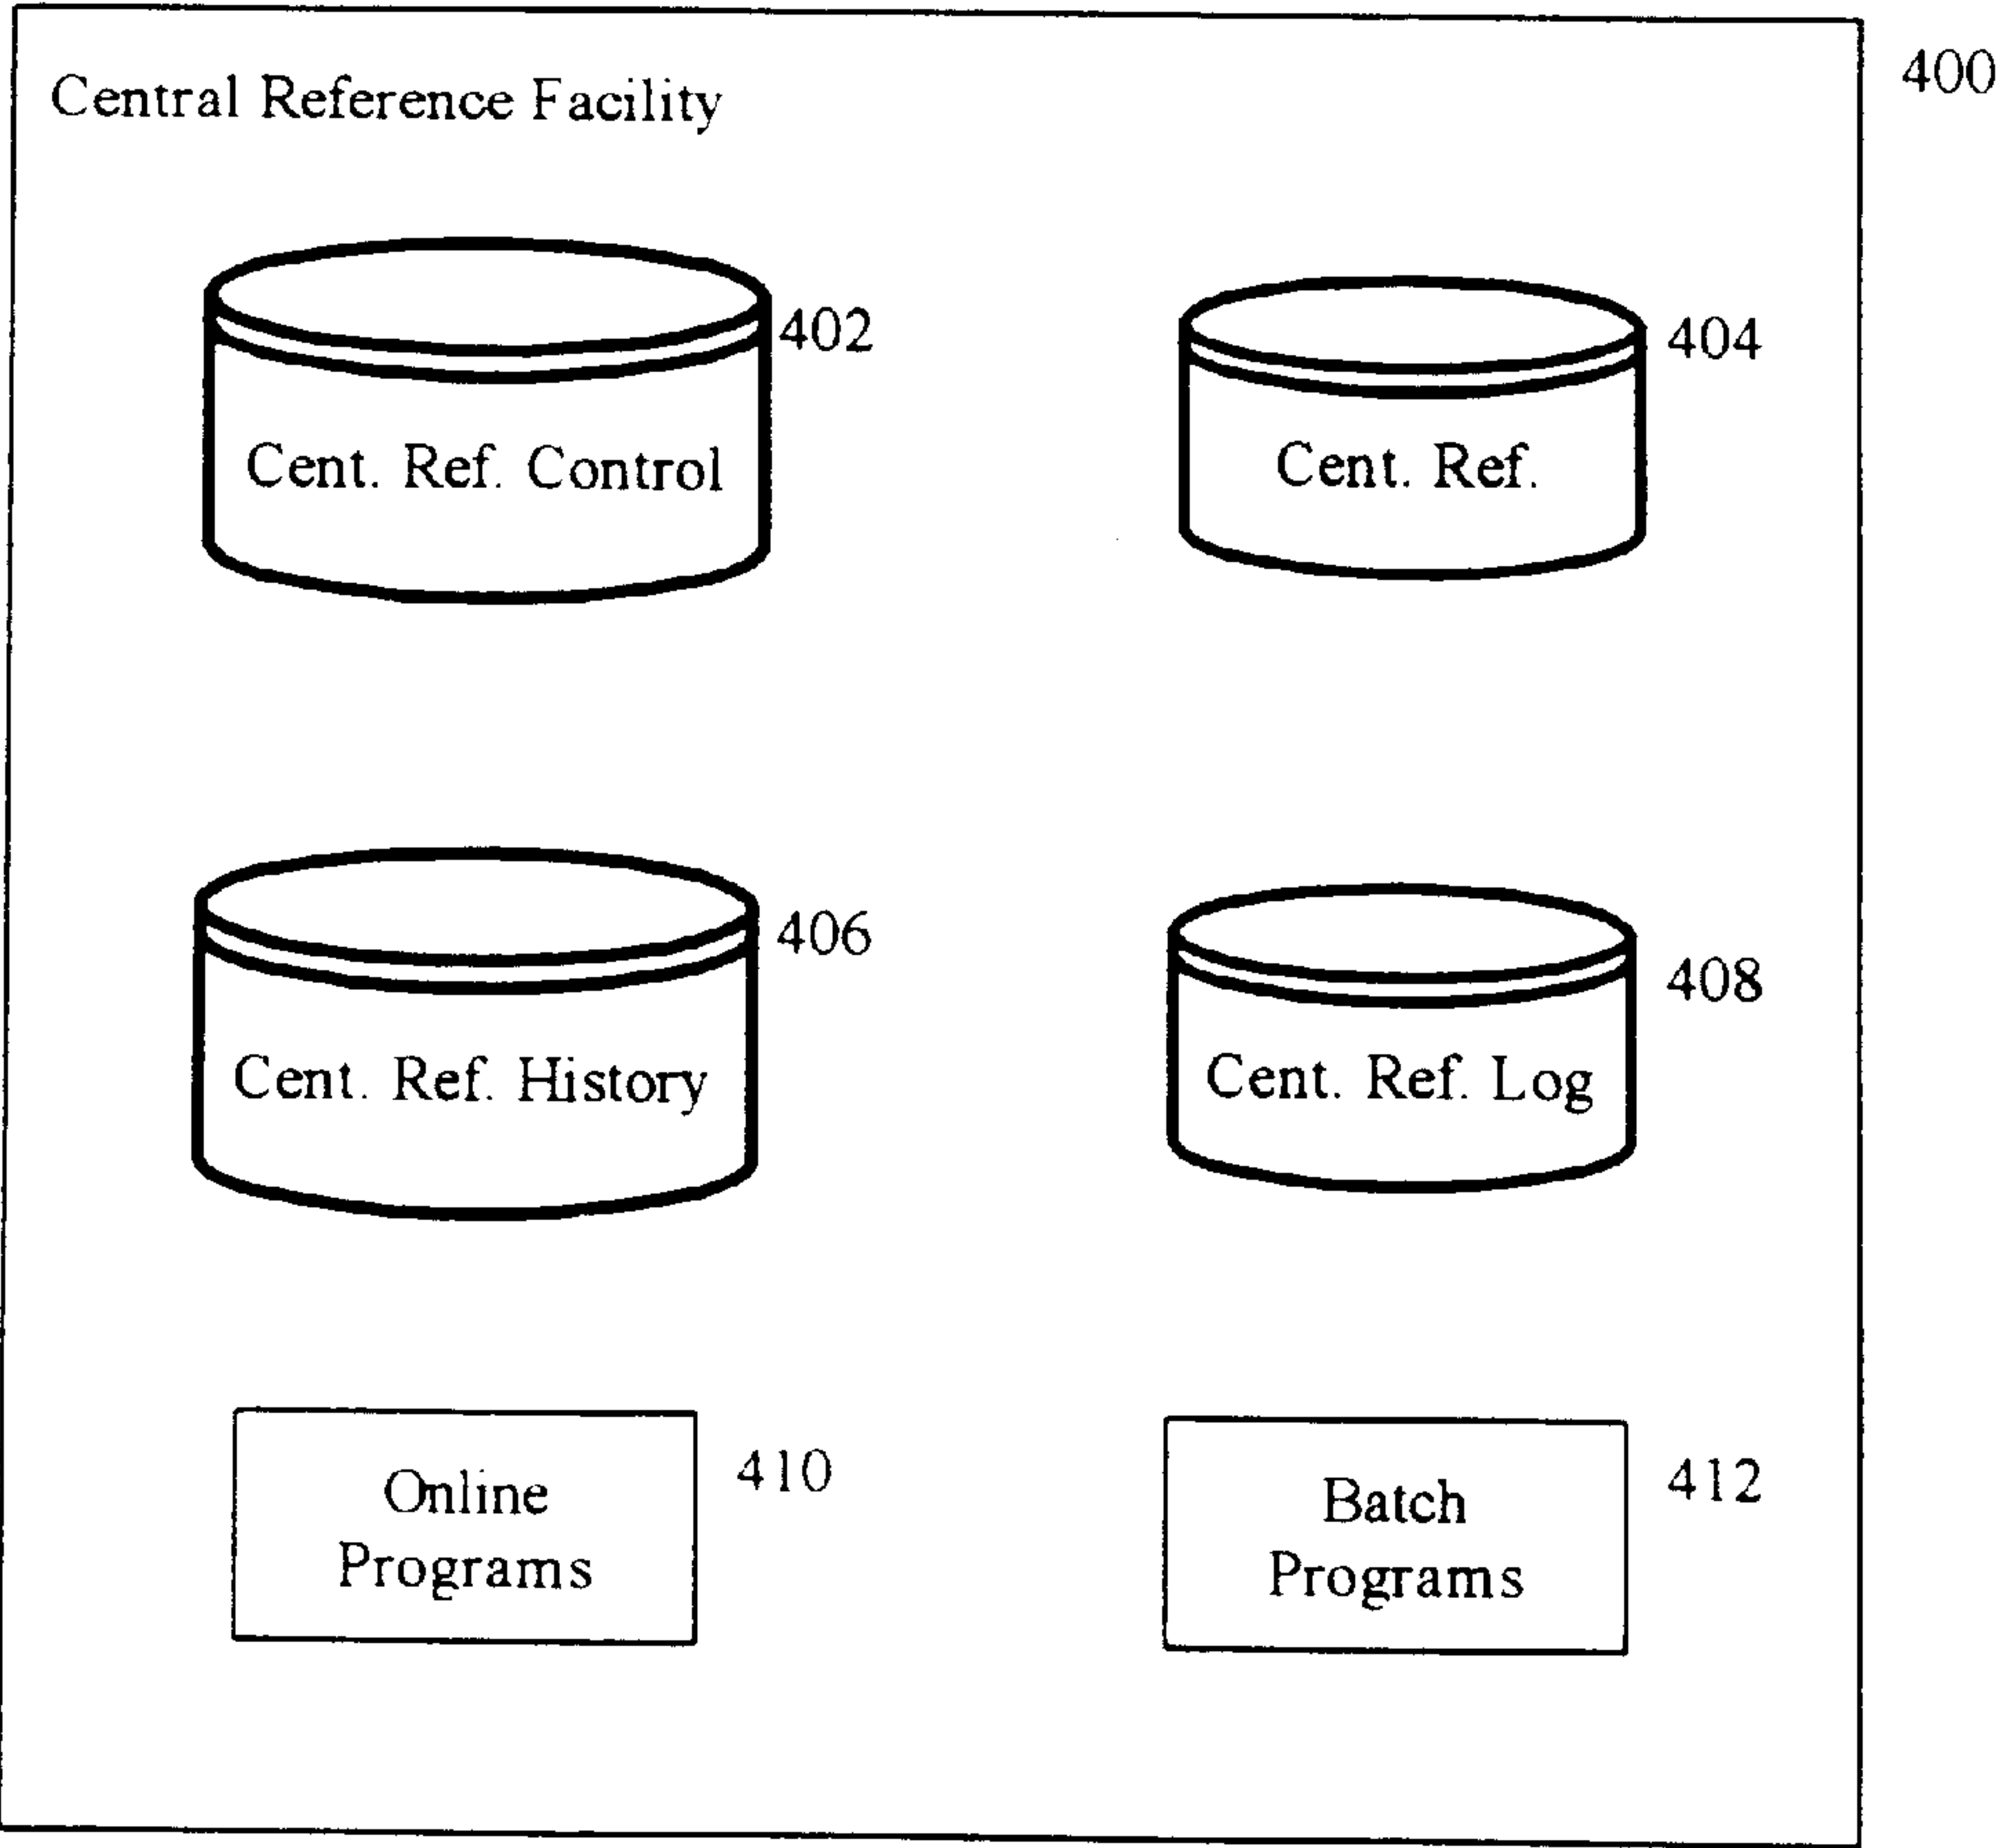 Central Reference Facility
400
402
404
Cent. Ref. Control
Cent. Ref.
406
408
Cent. Ref. History
Cent. Ref. Log
410
412
Online
Programs
Batch
Programs